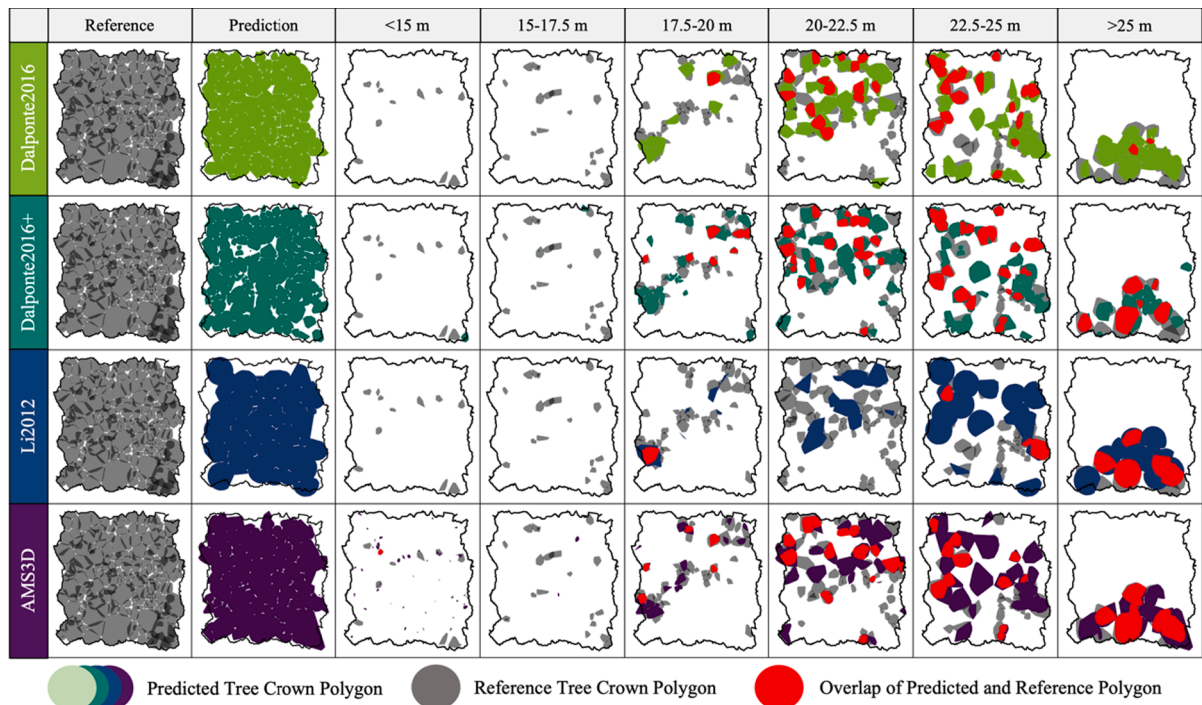 Reference Prediction <15 m 15-17.5 m 17.5-20 m 20-22.5 m 22.5-25 m >25 m
Dalponte2016
Dalponte2016+
Li2012
AMS3D
Predicted Tree Crown Polygon Reference Tree Crown Polygon Overlap of Predicted and Reference Polygon